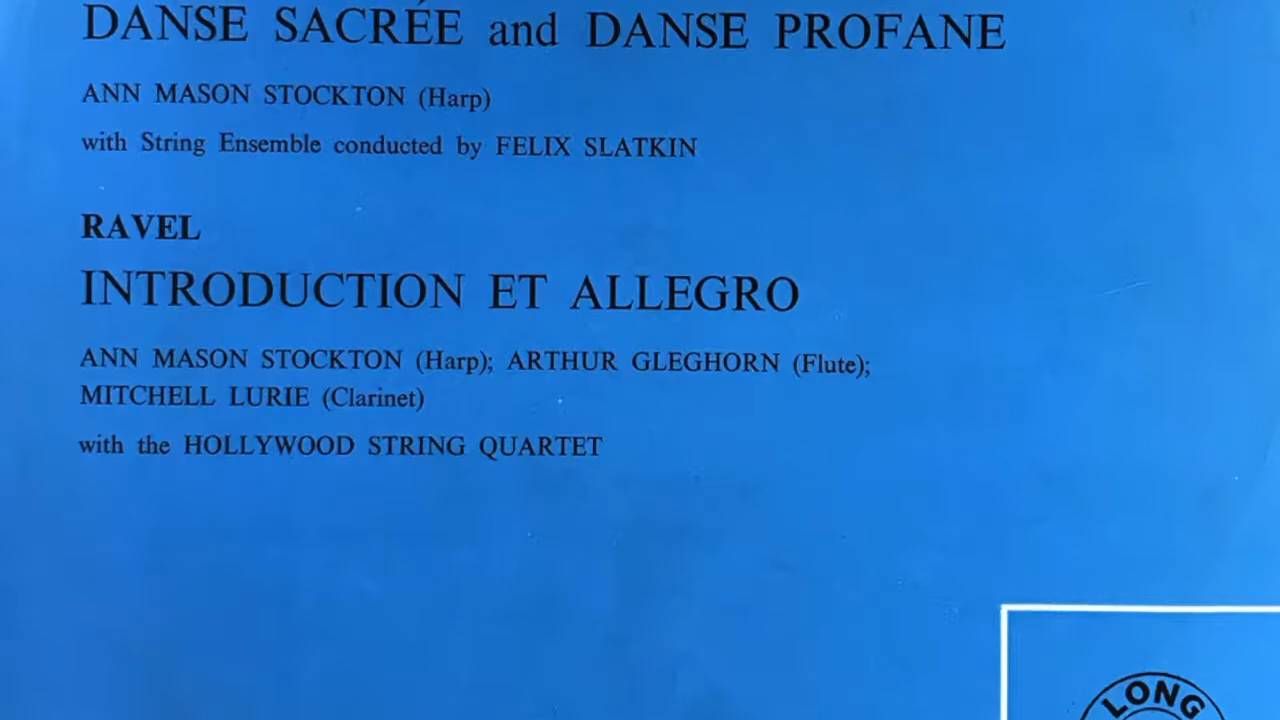 DANSE SACRÉE and DANSE PROFANE
ANN MASON STOCKTON (Harp)
with String Ensemble conducted by FELIX SLATKIN
RAVEL
INTRODUCTION ET ALLEGRO
ANN MASON STOCKTON (Harp); ARTHUR GLEGHORN (Flute);
MITCHELL LURIE (Clarinet)
with the HOLLYWOOD STRING QUARTET
LONG